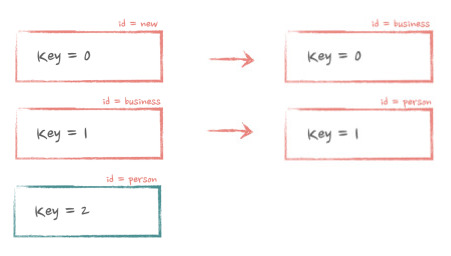 id = new
Key = 0
id = business
Key = 0
id = business
Key = 1
id = person
Key = 1
id = person
Key = 2